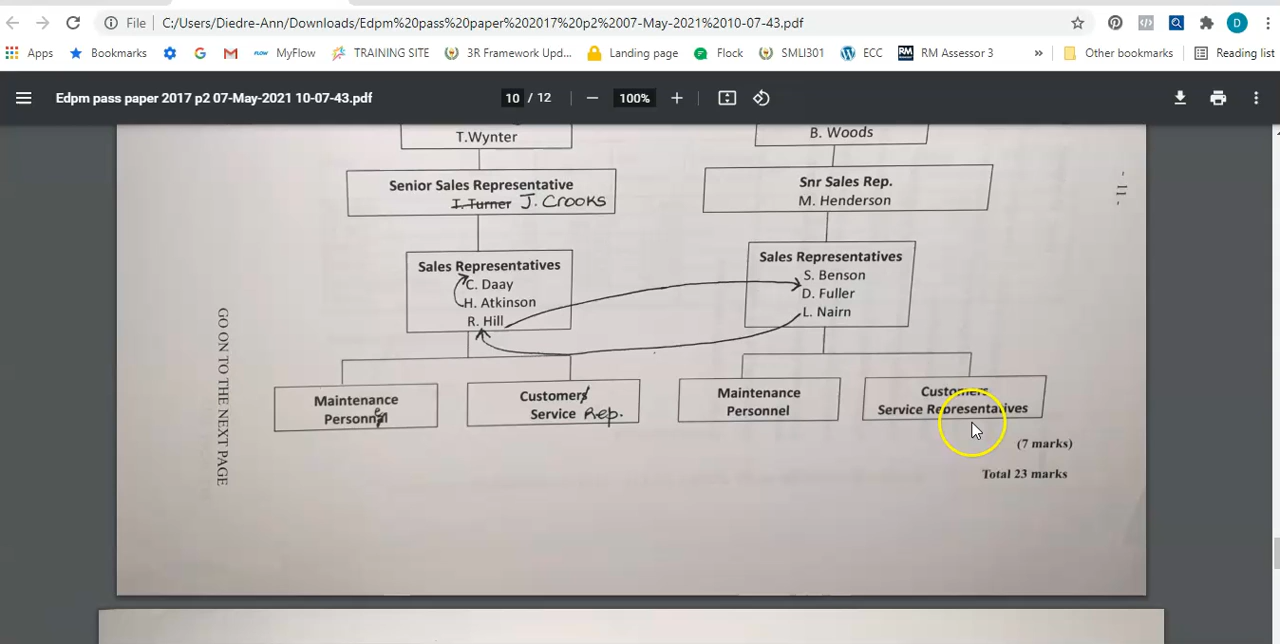 File
C:/Users/Diedre-Ann/Downloads/Edpm%20pass%20paper%202017%20p2%2007-May-2021%2010-07-43.pdf
D
Apps
Bookmarks
G
M
FLOW MyFlow
TRAINING SITE
3R Framework Upd...
Landing page
Flock
SMLI301
ECC
RM RM Assessor 3
»
Other bookmarks
Reading list
Edpm pass paper 2017 p2 07-May-2021 10-07-43.pdf
10 / 12
100%
T.Wynter
B. Woods
Senior Sales Representative
I. Turner J. Crooks
Snr Sales Rep.
M. Henderson
- 11 -
Sales Representatives
C. Daay
H. Atkinson
R. Hill
Sales Representatives
S. Benson
D. Fuller
L. Nairn
GO ON TO THE NEXT PAGE
Maintenance
Customers
Service Rep.
Maintenance
Personnel
Customers
Service Representatives
(7 marks)
Total 23 marks